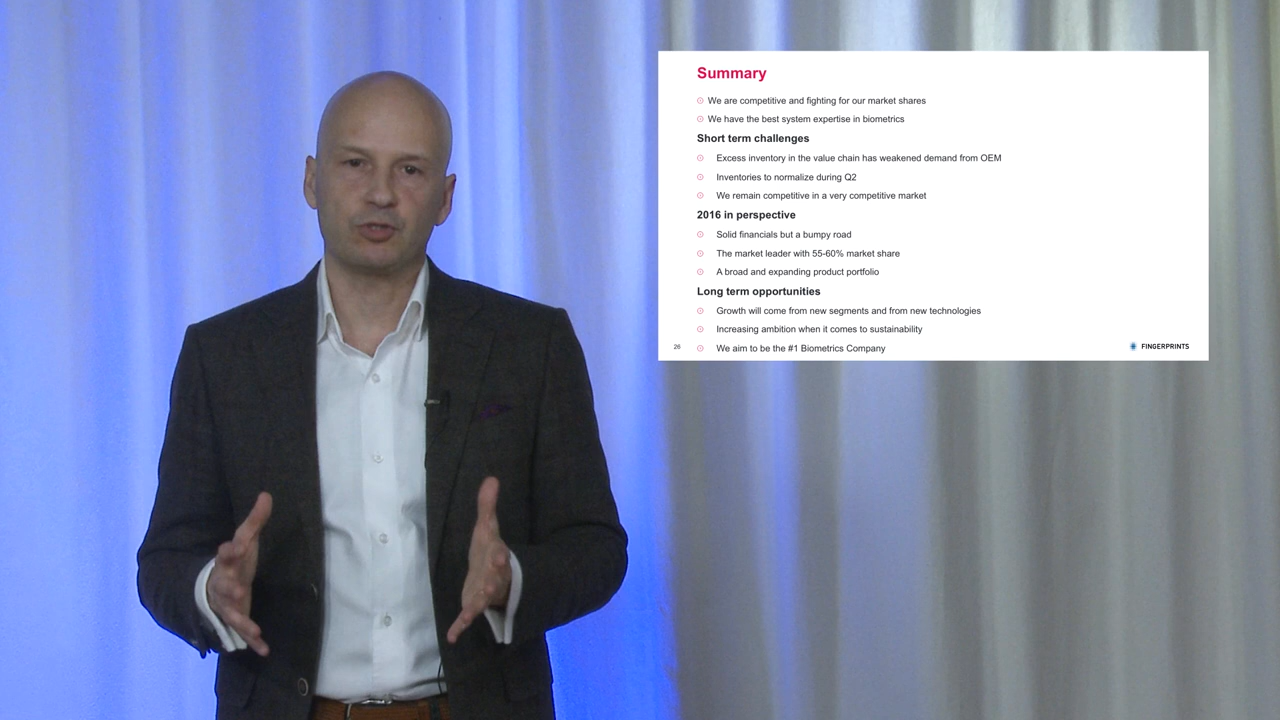 Summary
We are competitive and fighting for our market shares
We have the best system expertise in biometrics
Short term challenges
Excess inventory in the value chain has weakened demand from OEM
Inventories to normalize during Q2
We remain competitive in a very competitive market
2016 in perspective
Solid financials but a bumpy road
The market leader with 55-60% market share
A broad and expanding product portfolio
Long term opportunities
Growth will come from new segments and from new technologies
Increasing ambition when it comes to sustainability
We aim to be the #1 Biometrics Company
26
FINGERPRINTS